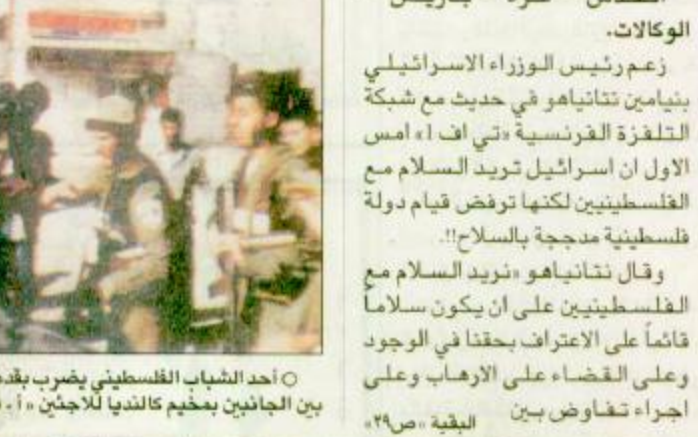 الوكالات.
زعم رئيس الوزراء الاسرائيلي
بنيامين نتانياهو في حديث مع شبكة
التلفزة الفرنسية «تي اف ١» امس
الاول ان اسرائيل تريد السلام مع
الفلسطينيين لكنها ترفض قيام دولة
فلسطينية مدججة بالسلاح!!.
وقال نتانياهو «نريد السلام مع
الفلسطينيين على ان يكون سلاماً
قائماً على الاعتراف بحقنا في الوجود
وعلى القضاء على الارهاب وعلى
اجراء تفاوض بين
البقية «ص٢٩»
○ أحد الشباب الفلسطيني يضرب
بين الجانبين بمخيم كالنديا للاجئين «أ.